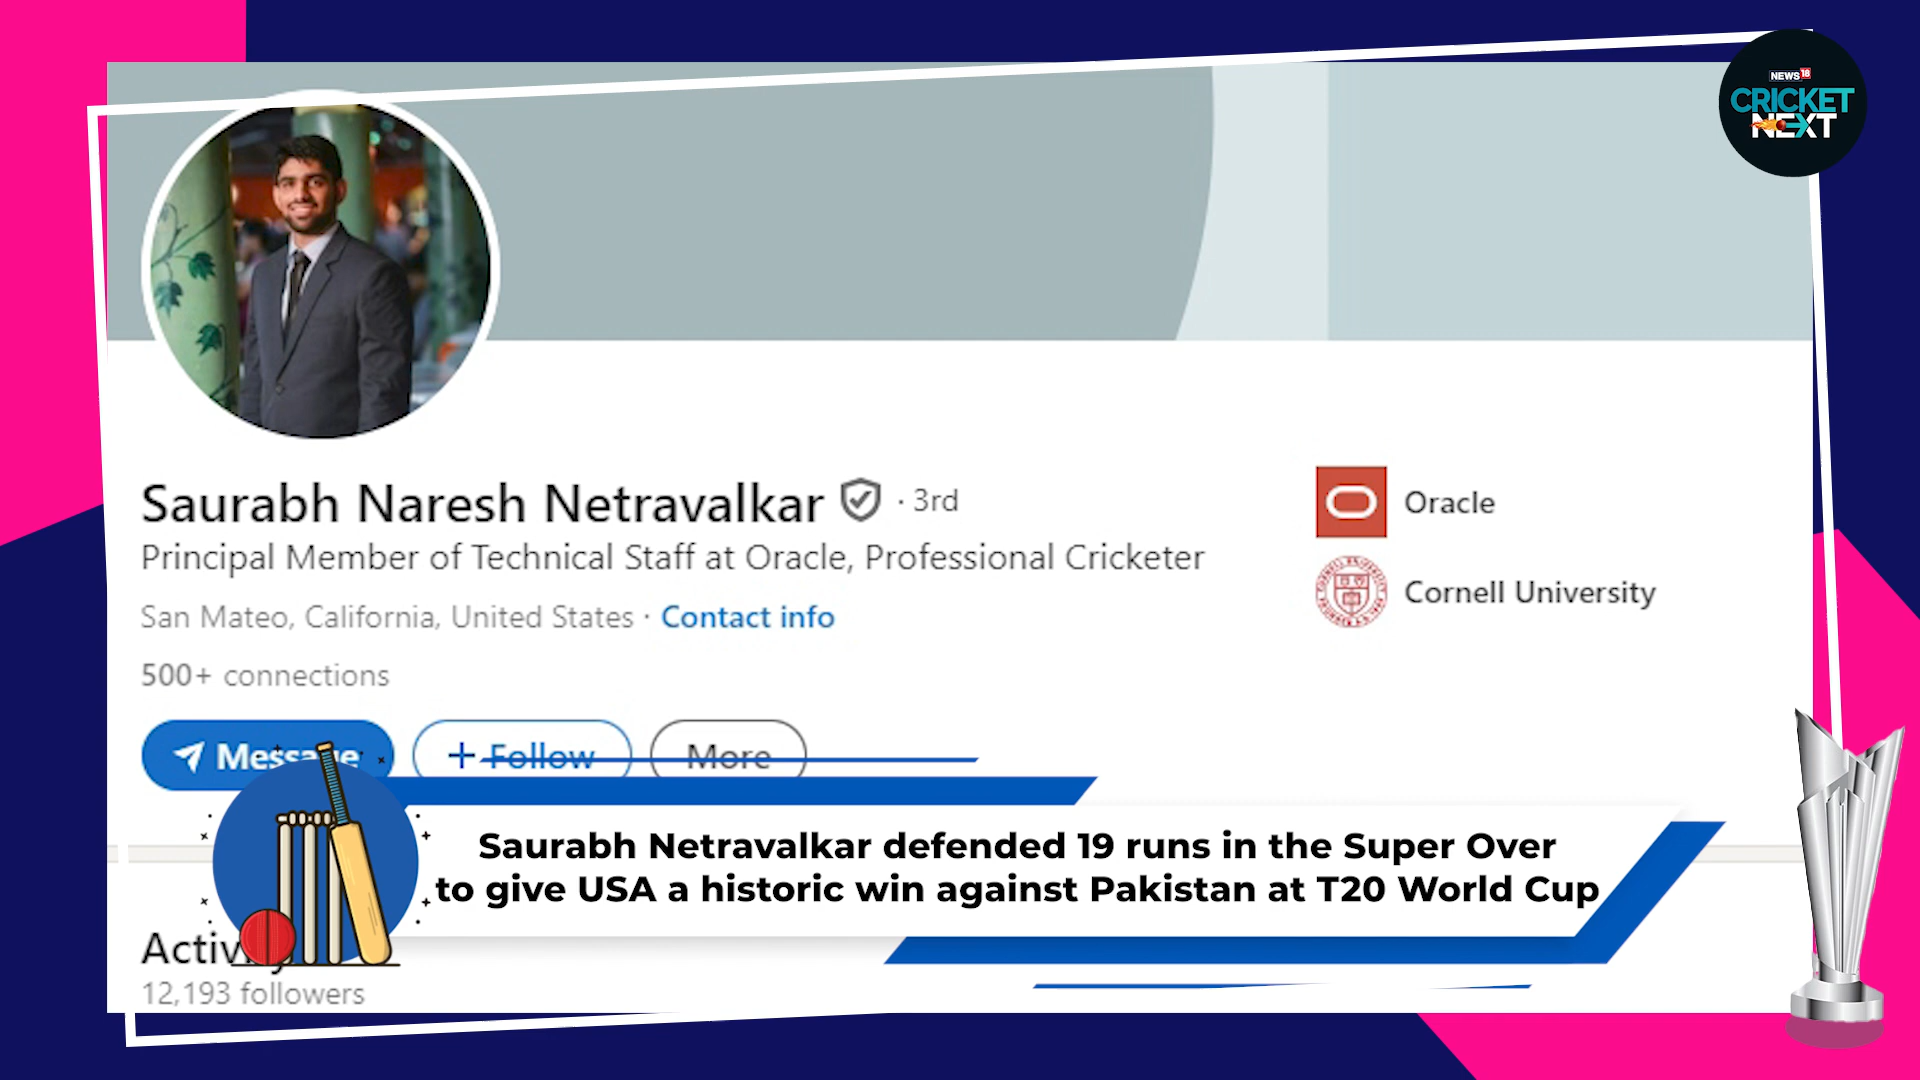 NEWS18
CRICKET
NEXT
Saurabh Naresh Netravalkar · 3rd
Principal Member of Technical Staff at Oracle, Professional Cricketer
San Mateo, California, United States · Contact info
500+ connections
Oracle
Cornell University
Message
+ Follow
More
Saurabh Netravalkar defended 19 runs in the Super Over
to give USA a historic win against Pakistan at T20 World Cup
12,193 followers